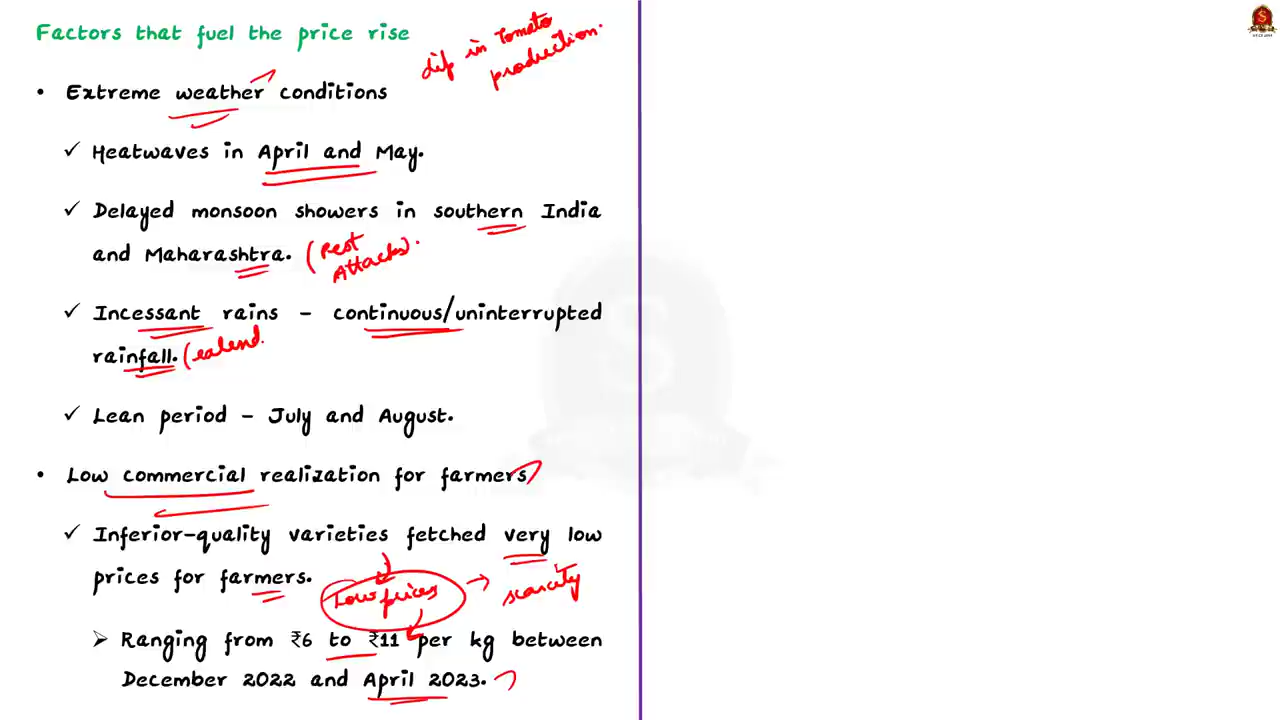 Factors that fuel the price rise
dip in Tomato
production.
• Extreme weather conditions
✓ Heatwaves in April and May.
✓ Delayed monsoon showers in southern India
and Maharashtra. (Pest
Attacks).
✓ Incessant rains – continuous/uninterrupted
rainfall. (
✓ Lean period – July and August.
• Low commercial realization for farmers
✓ Inferior-quality varieties fetched very low
prices for farmers.
Low prices → scarcity
➢ Ranging from ₹6 to ₹11 per kg between
December 2022 and April 2023.